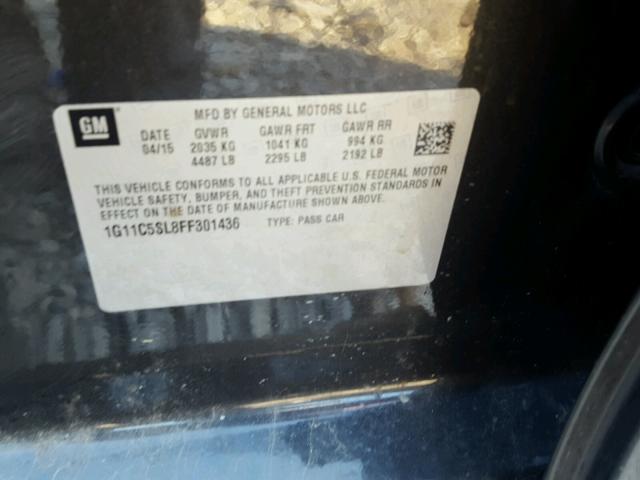 GM
MFD BY GENERAL MOTORS LLC
DATE GVWR GAWR FRT GAWR RR
04/15 2035 KG 1041 KG 994 KG
4487 LB 2295 LB 2192 LB
THIS VEHICLE CONFORMS TO ALL APPLICABLE U.S. FEDERAL MOTOR
VEHICLE SAFETY, BUMPER, AND THEFT PREVENTION STANDARDS IN
EFFECT ON THE DATE OF MANUFACTURE SHOWN ABOVE.
1G11C5SL8FF301436 TYPE: PASS CAR